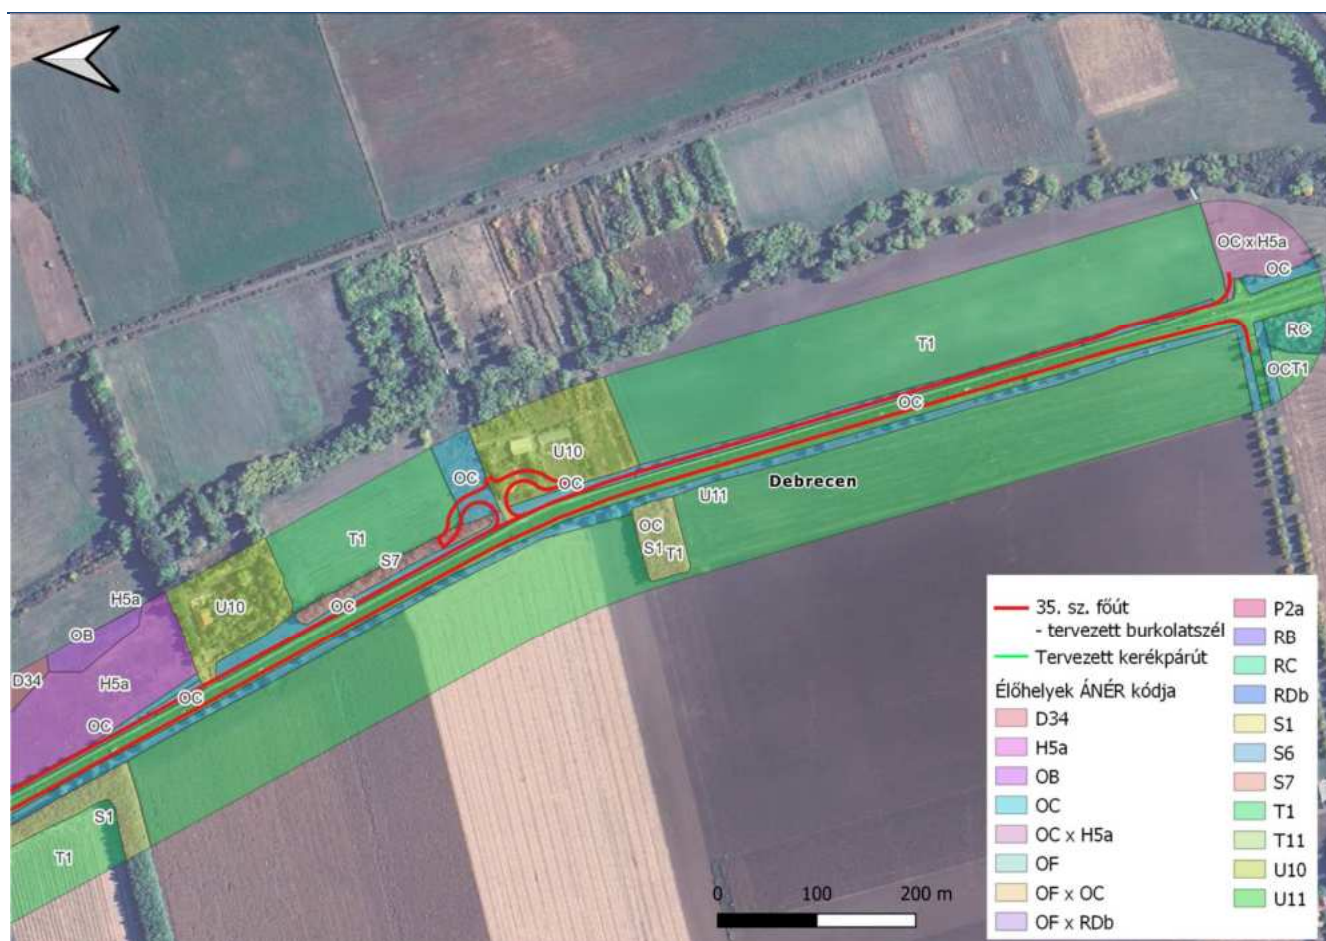 OC x H5a
OC
RC
T1
OCT1
OC
U10
OC
OC
Debrecen
U11
T1
OC
S1
T1
S7
OC
H5a
U10
OB
D34
H5a
OC
OC
S1
T1
35. sz. főút
- tervezett burkolatszél
Tervezett kerékpárút
Élőhelyek ÁNÉR kódja
D34
H5a
OB
OC
OC x H5a
OF
OF x OC
OF x RDb
P2a
RB
RC
RDb
S1
S6
S7
T1
T11
U10
U11
0 100 200 m